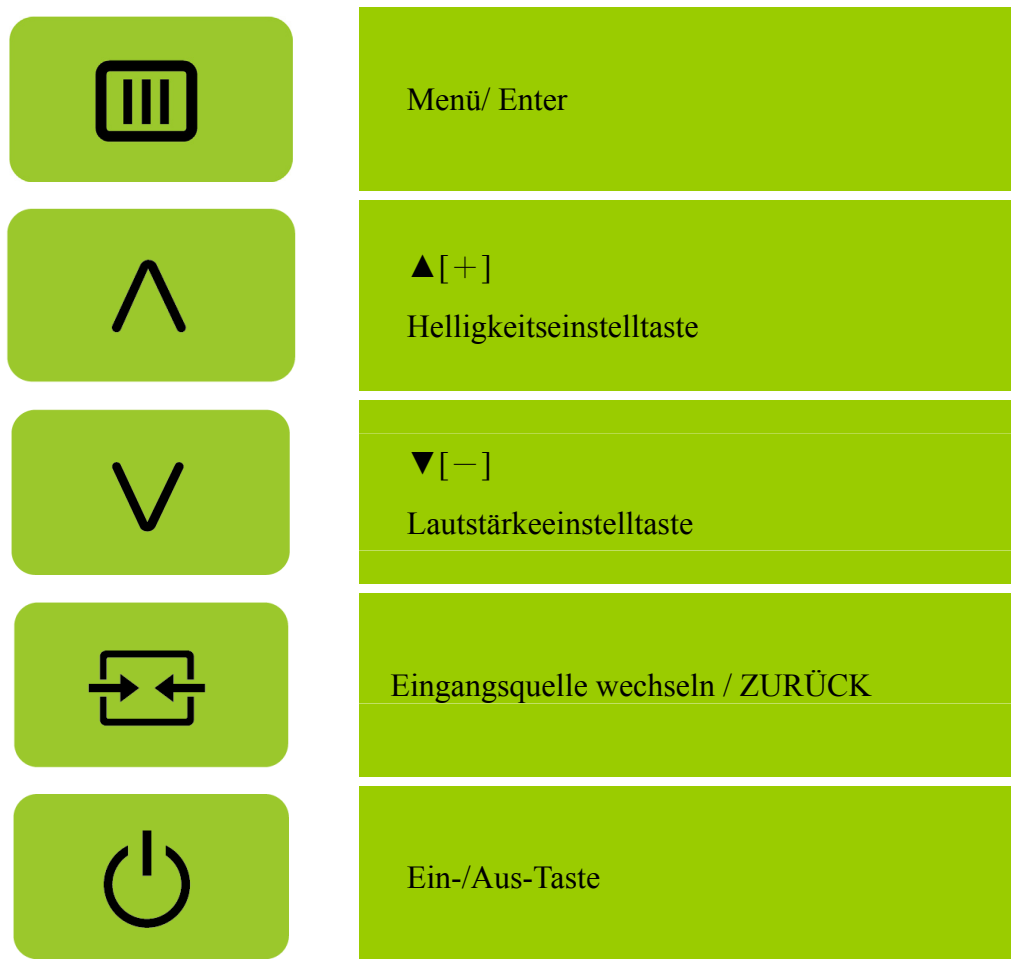 Menü/ Enter
▲[＋]
Helligkeitseinstelltaste
▼[－]
Lautstärkeeinstelltaste
Eingangsquelle wechseln / ZURÜCK
Ein-/Aus-Taste